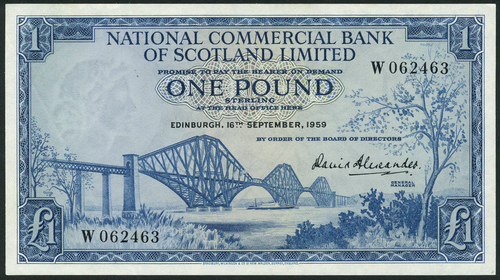 1 1
NATIONAL COMMERCIAL BANK
OF SCOTLAND LIMITED
PROMISE TO PAY THE BEARER ON DEMAND
W 062463
ONE POUND
STERLING
AT THE HEAD OFFICE HERE
EDINBURGH, 16TH SEPTEMBER, 1959
BY ORDER OF THE BOARD OF DIRECTORS
David Alexander
GENERAL
MANAGER
W 062463
£1 £1